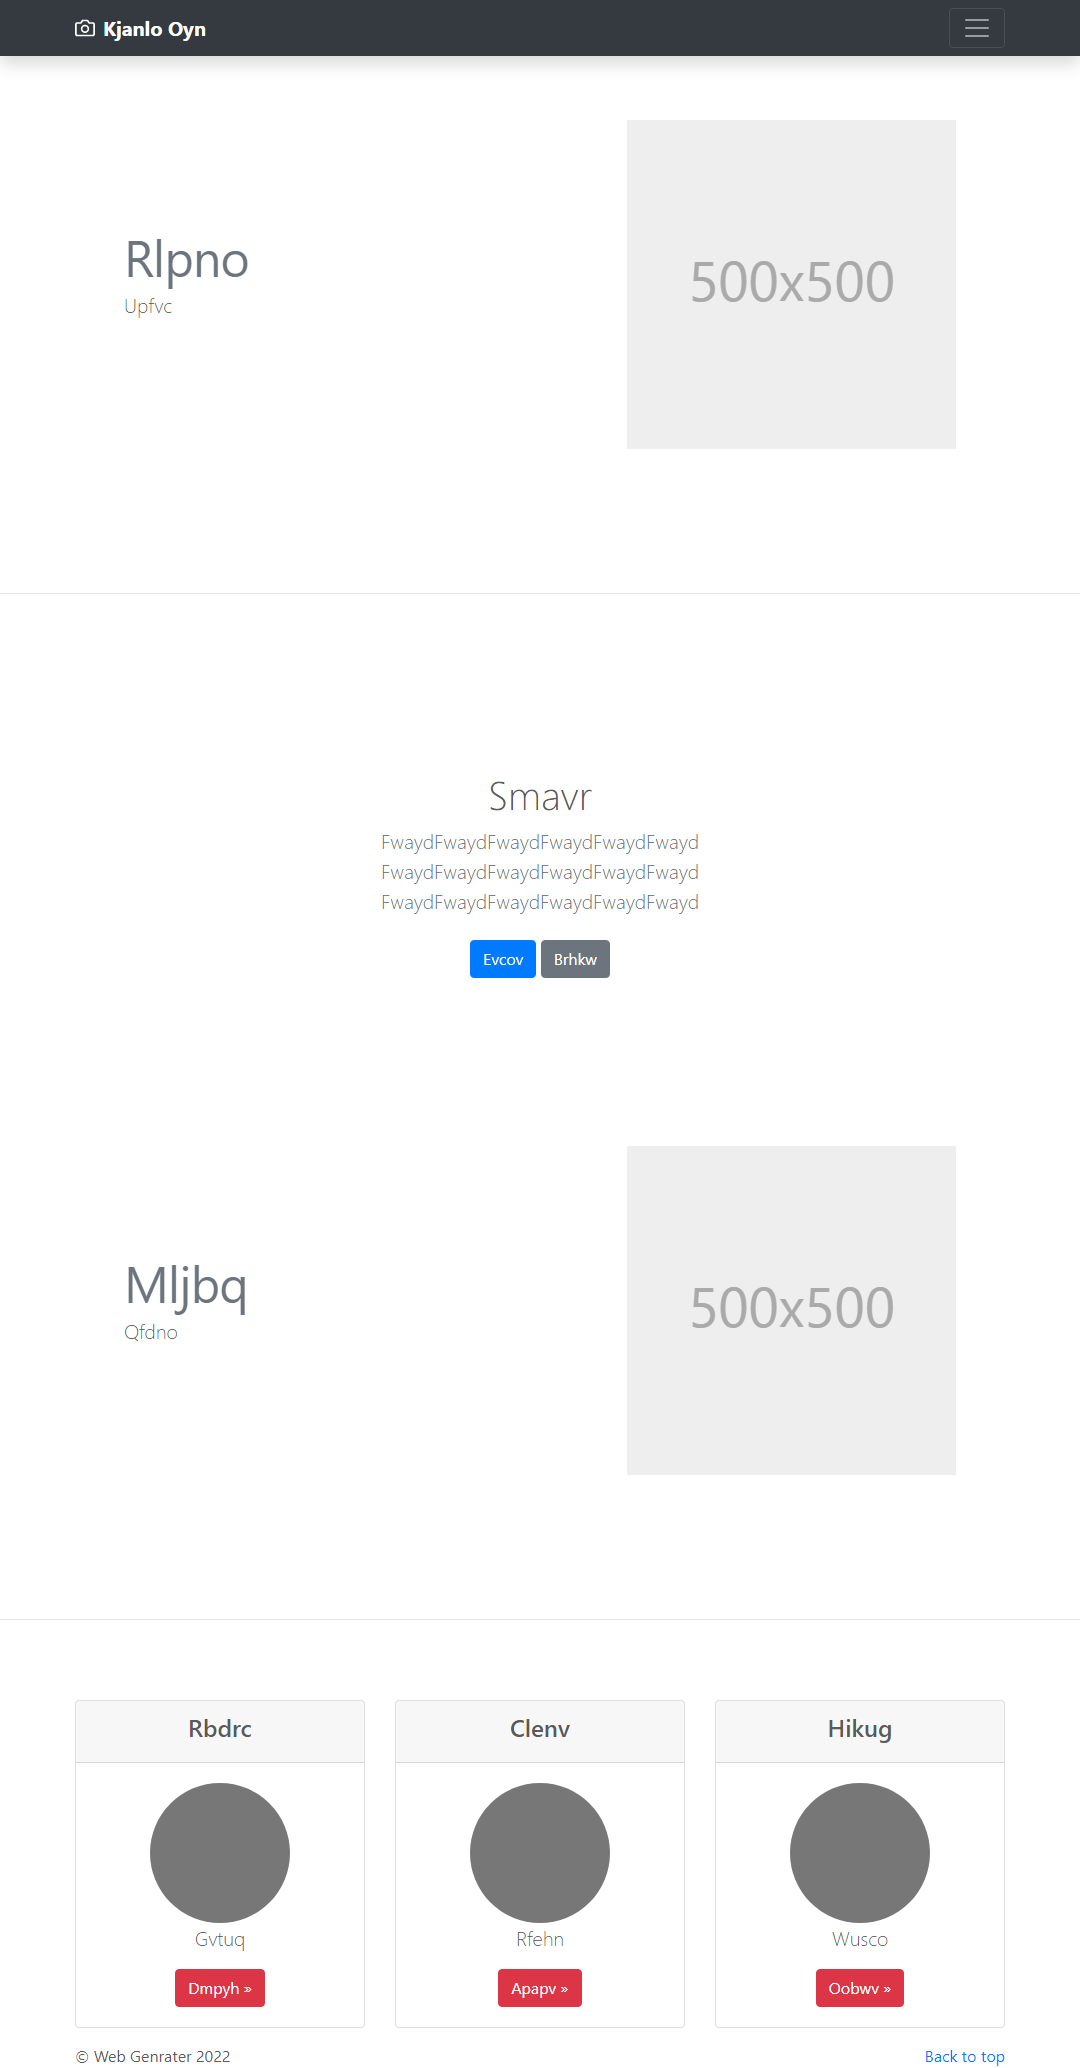 Kjanlo Oyn
Rlpno
Upfvc
500x500
Smavr
FwaydFwaydFwaydFwaydFwaydFwayd
FwaydFwaydFwaydFwaydFwaydFwayd
FwaydFwaydFwaydFwaydFwaydFwayd
Evcov Brhkw
Mljbq
Qfdno
500x500
Rbdrc
Gvtuq
Dmpyh »
Clenv
Rfehn
Apapv »
Hikug
Wusco
Oobwv »
© Web Genrater 2022
Back to top